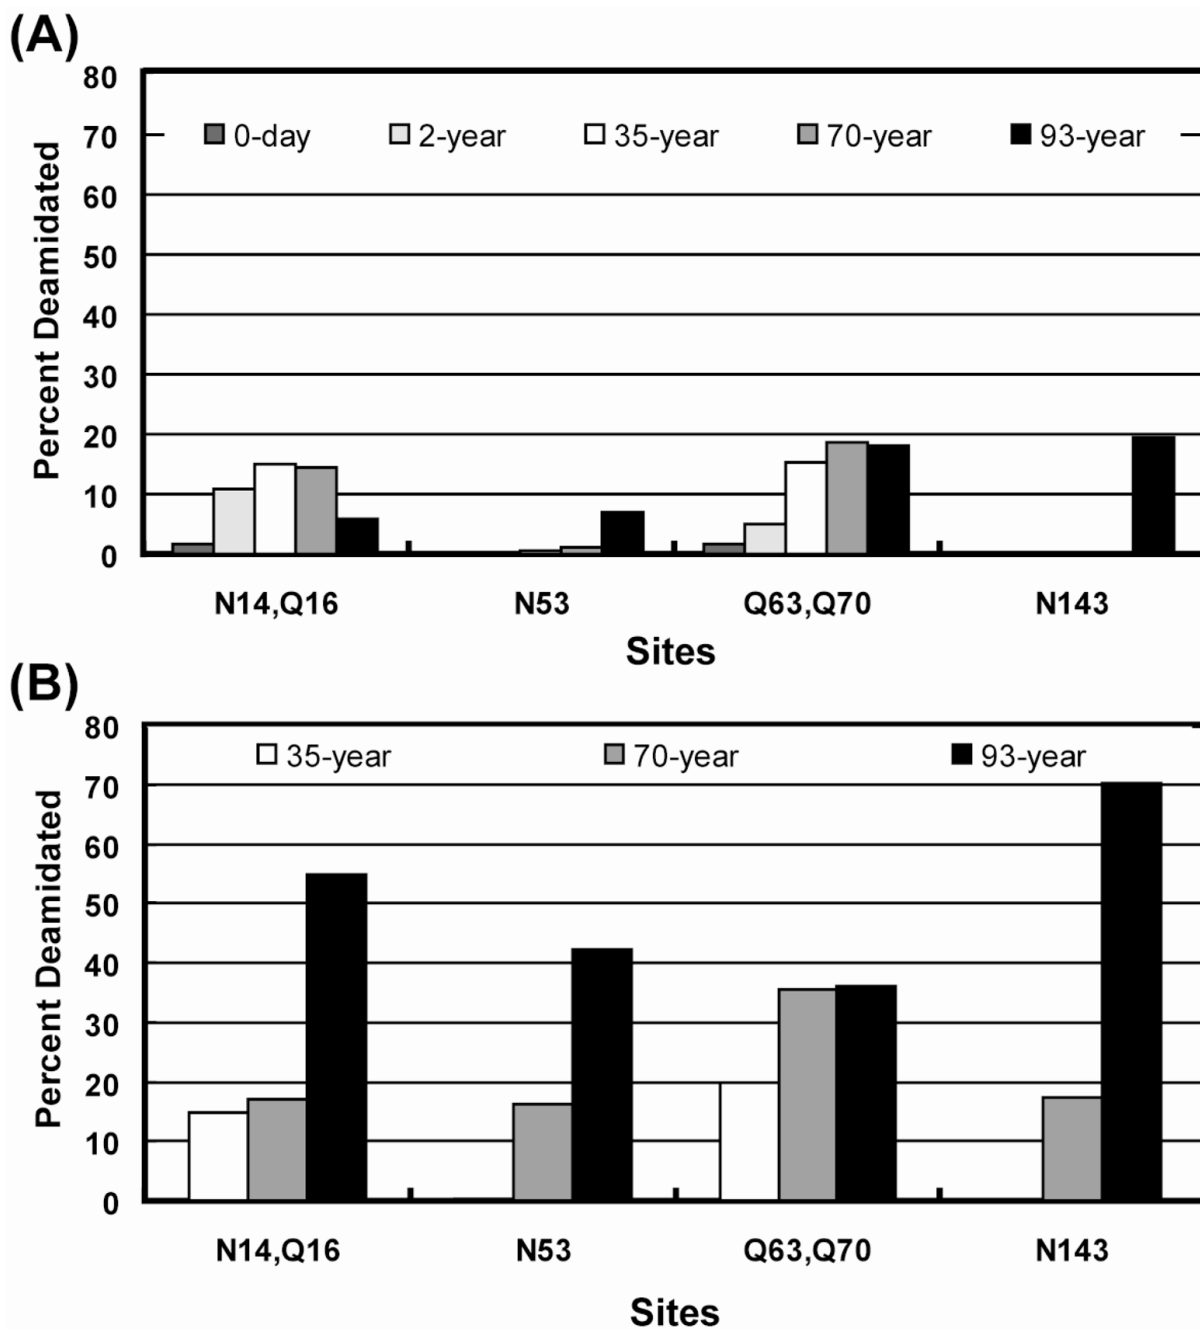 (A)
80
0-day 2-year 35-year 70-year 93-year
70
60
50
40
30
20
10
0
Percent Deamidated
N14,Q16 N53 Q63,Q70 N143
Sites
(B)
80
35-year 70-year 93-year
70
60
50
40
30
20
10
0
Percent Deamidated
N14,Q16 N53 Q63,Q70 N143
Sites